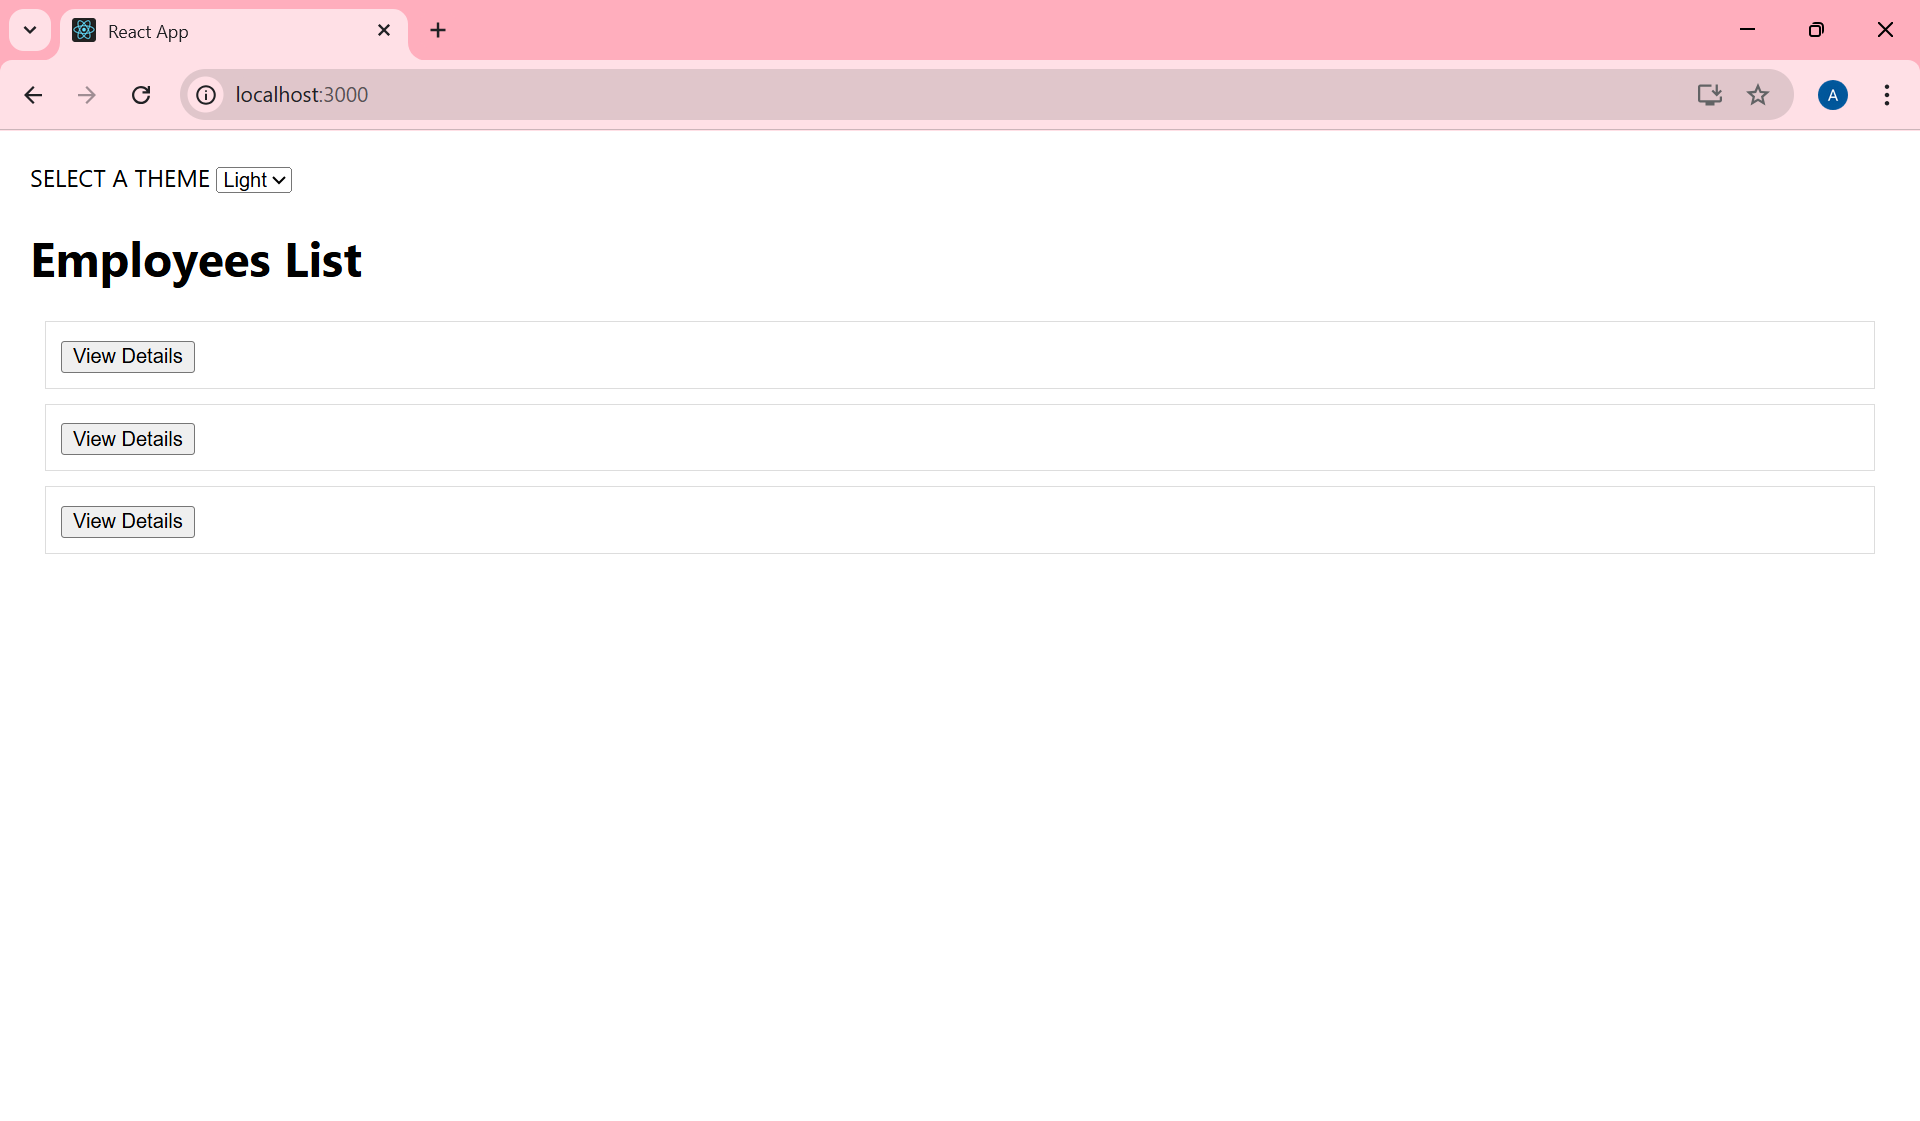 React App
localhost:3000
A
SELECT A THEME Light
Employees List
View Details
View Details
View Details